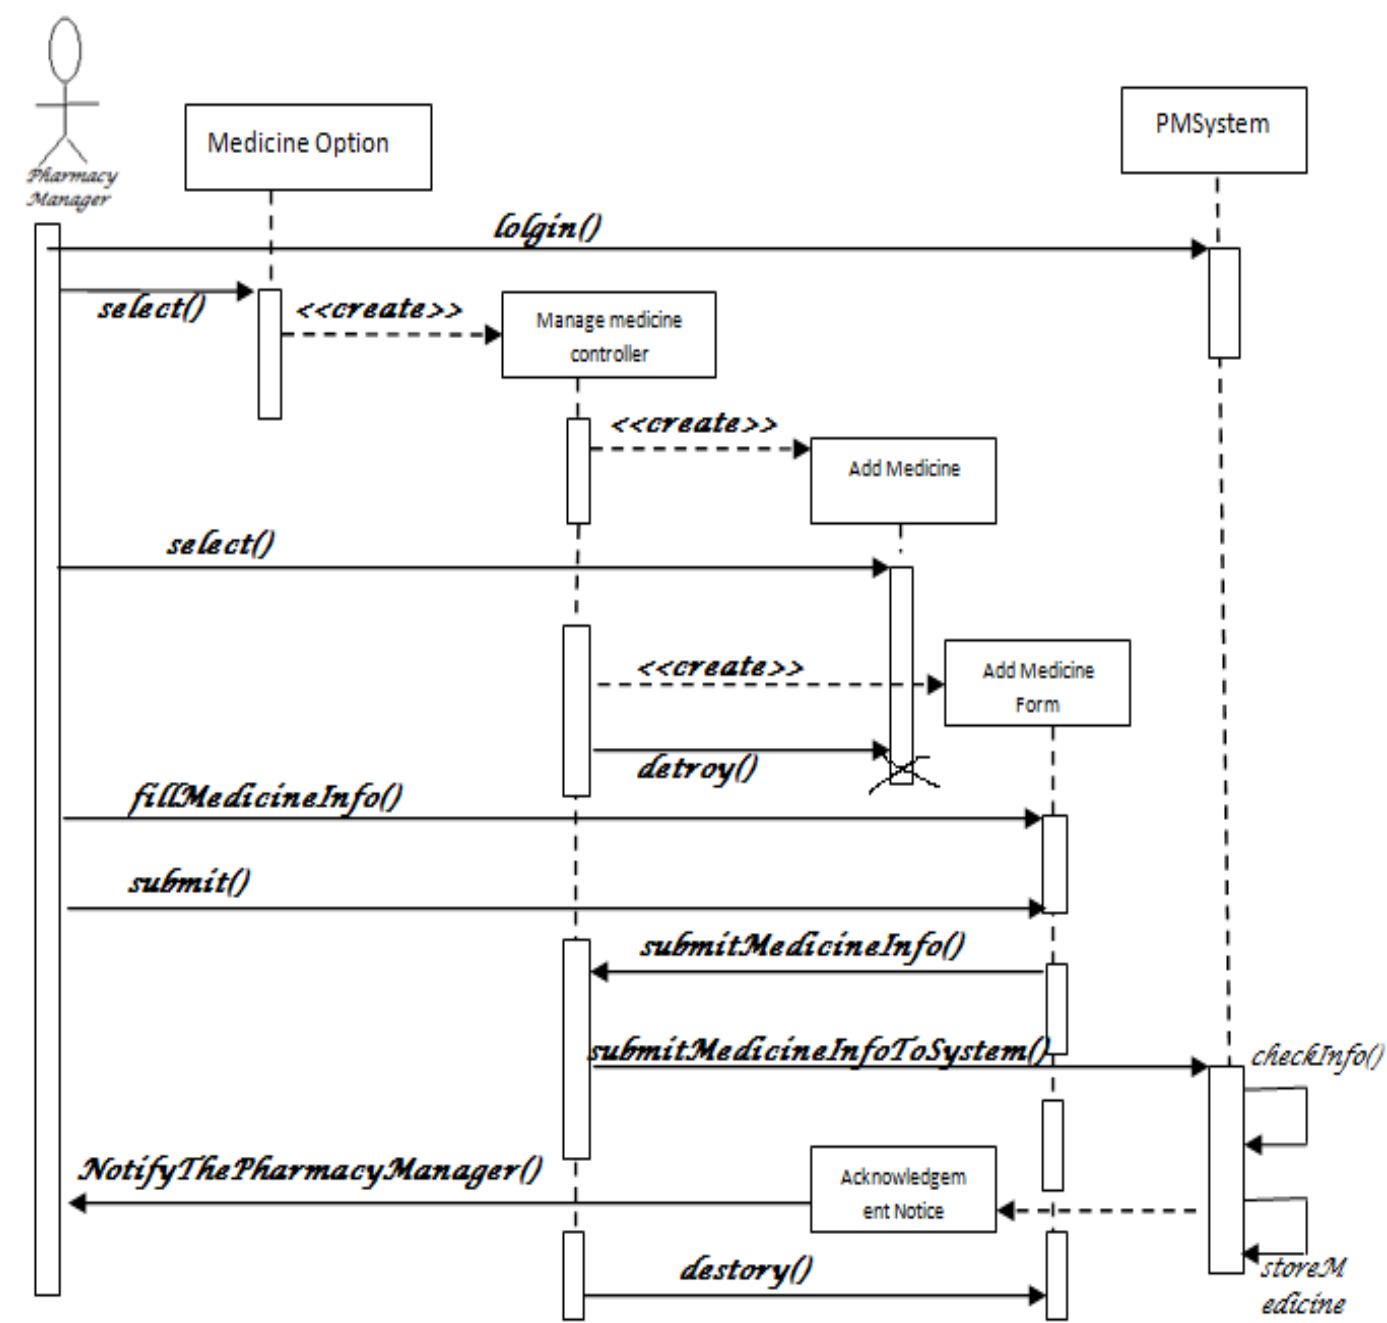 Pharmacy
Manager
Medicine Option
PMSystem
lolgin()
select()
<<create>>
Manage medicine
controller
<<create>>
Add Medicine
select()
<<create>>
Add Medicine
Form
detroy()
fillMedicineInfo()
submit()
submitMedicineInfo()
submitMedicineInfoToSystem()
checkInfo()
NotifyThePharmacyManager()
Acknowledgem
ent Notice
destory()
storeM
edicine